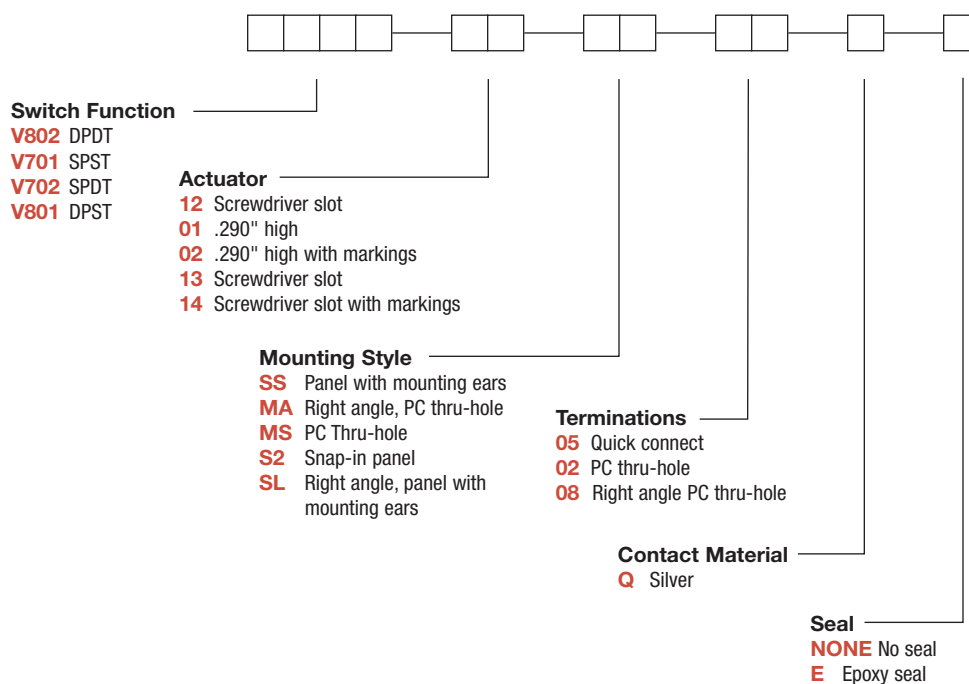 Switch Function
V802 DPDT
V701 SPST
V702 SPDT
V801 DPST
Actuator
12 Screwdriver slot
01 .290" high
02 .290" high with markings
13 Screwdriver slot
14 Screwdriver slot with markings
Mounting Style
SS Panel with mounting ears
MA Right angle, PC thru-hole
MS PC Thru-hole
S2 Snap-in panel
SL Right angle, panel with
mounting ears
Terminations
05 Quick connect
02 PC thru-hole
08 Right angle PC thru-hole
Contact Material
Q Silver
Seal
NONE No seal
E Epoxy seal